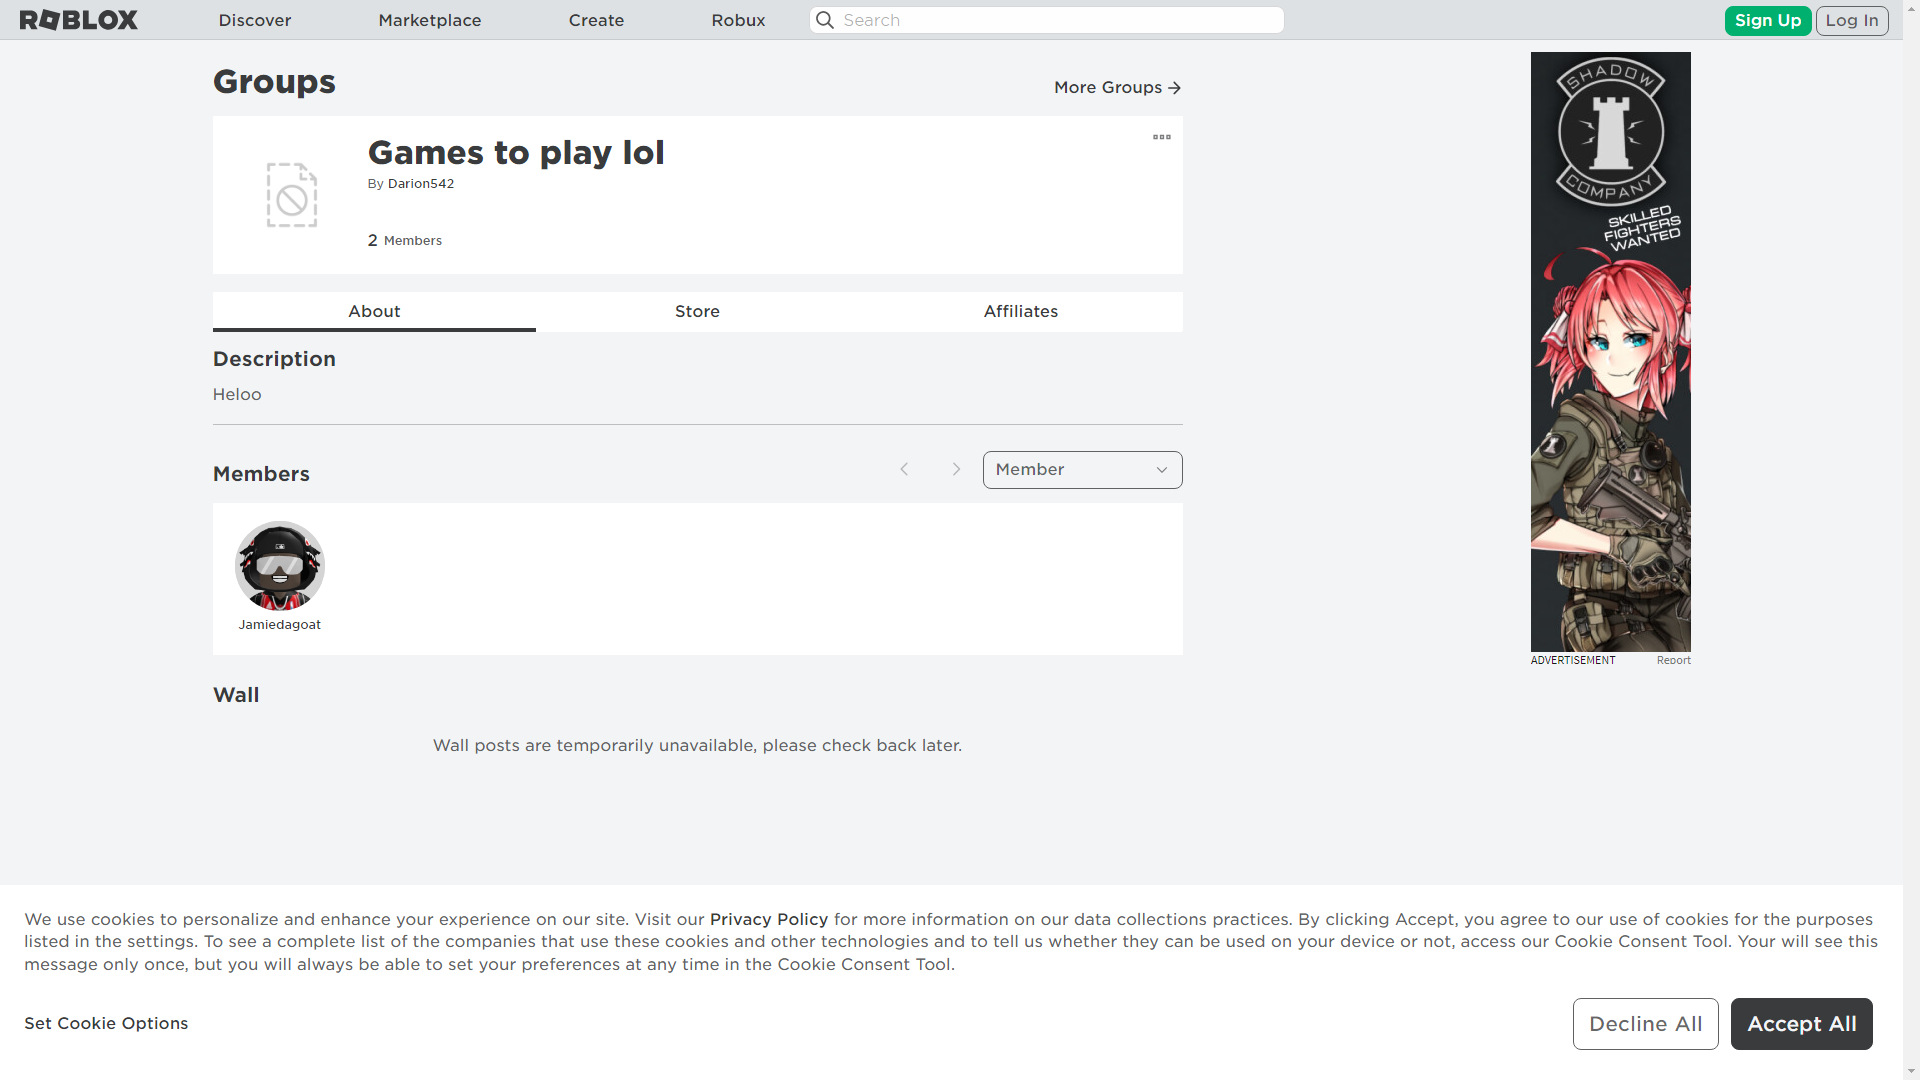 ROBLOX
Discover
Marketplace
Create
Robux
Search
Sign Up
Log In
Groups
More Groups
Games to play lol
By Darion542
2 Members
About
Store
Affiliates
Description
Heloo
Members
Member
Jamiedagoat
Wall
Wall posts are temporarily unavailable, please check back later.
SHADOW
COMPANY
SKILLED
FIGHTERS
WANTED
ADVERTISEMENT
Report
We use cookies to personalize and enhance your experience on our site. Visit our Privacy Policy for more information on our data collections practices. By clicking Accept, you agree to our use of cookies for the purposes
listed in the settings. To see a complete list of the companies that use these cookies and other technologies and to tell us whether they can be used on your device or not, access our Cookie Consent Tool. Your will see this
message only once, but you will always be able to set your preferences at any time in the Cookie Consent Tool.
Set Cookie Options
Decline All
Accept All